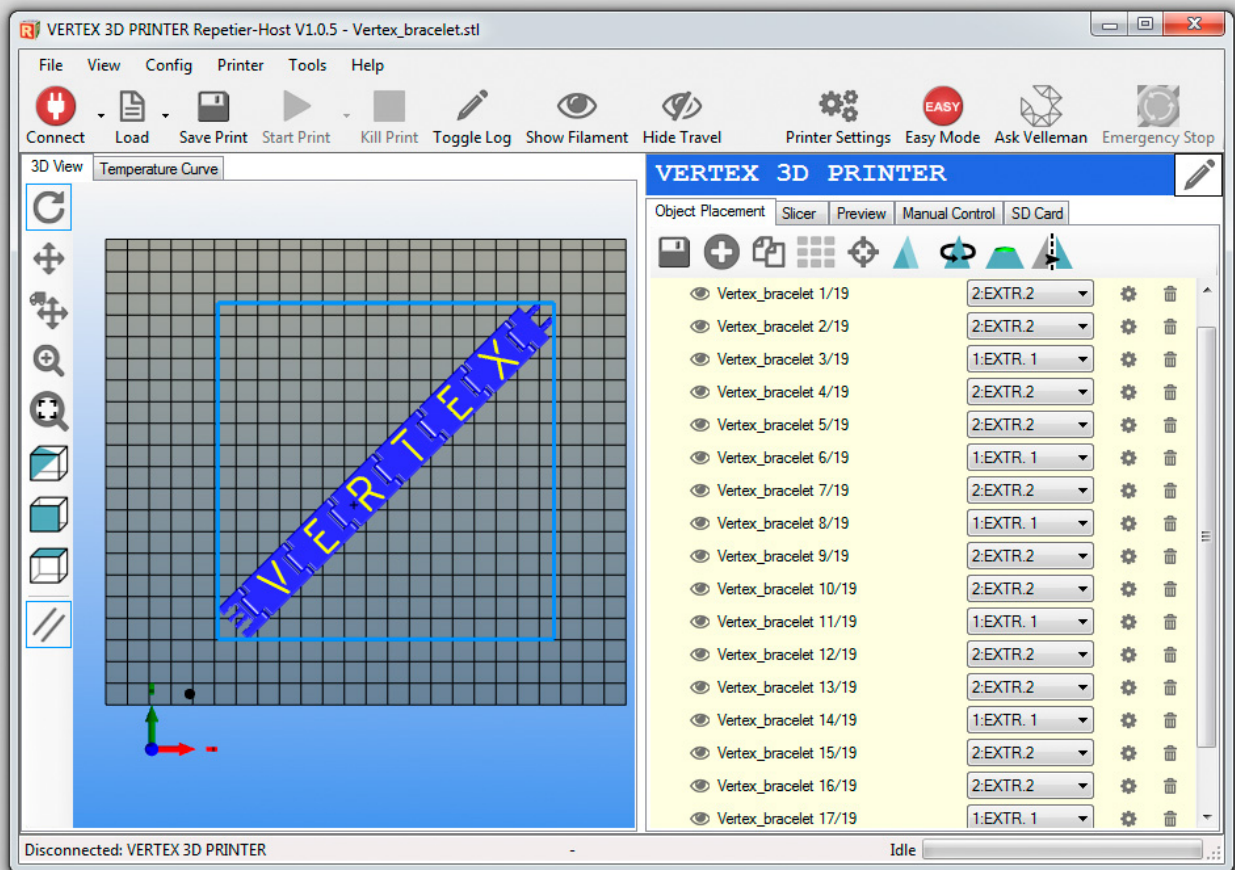 VERTEX 3D PRINTER Repetier-Host V1.0.5 - Vertex_bracelet.stl
File View Config Printer Tools Help
EASY
Connect Load Save Print Start Print Kill Print Toggle Log Show Filament Hide Travel Printer Settings Easy Mode Ask Velleman Emergency Stop
3D View Temperature Curve
VERTEX 3D PRINTER
Object Placement Slicer Preview Manual Control SD Card
Vertex_bracelet 1/19 2:EXTR.2
Vertex_bracelet 2/19 2:EXTR.2
Vertex_bracelet 3/19 1:EXTR. 1
Vertex_bracelet 4/19 2:EXTR.2
Vertex_bracelet 5/19 2:EXTR.2
Vertex_bracelet 6/19 1:EXTR. 1
Vertex_bracelet 7/19 2:EXTR.2
Vertex_bracelet 8/19 1:EXTR. 1
Vertex_bracelet 9/19 2:EXTR.2
Vertex_bracelet 10/19 2:EXTR.2
Vertex_bracelet 11/19 1:EXTR. 1
Vertex_bracelet 12/19 2:EXTR.2
Vertex_bracelet 13/19 2:EXTR.2
Vertex_bracelet 14/19 1:EXTR. 1
Vertex_bracelet 15/19 2:EXTR.2
Vertex_bracelet 16/19 2:EXTR.2
Vertex_bracelet 17/19 1:EXTR. 1
VERTEX
Disconnected: VERTEX 3D PRINTER - Idle